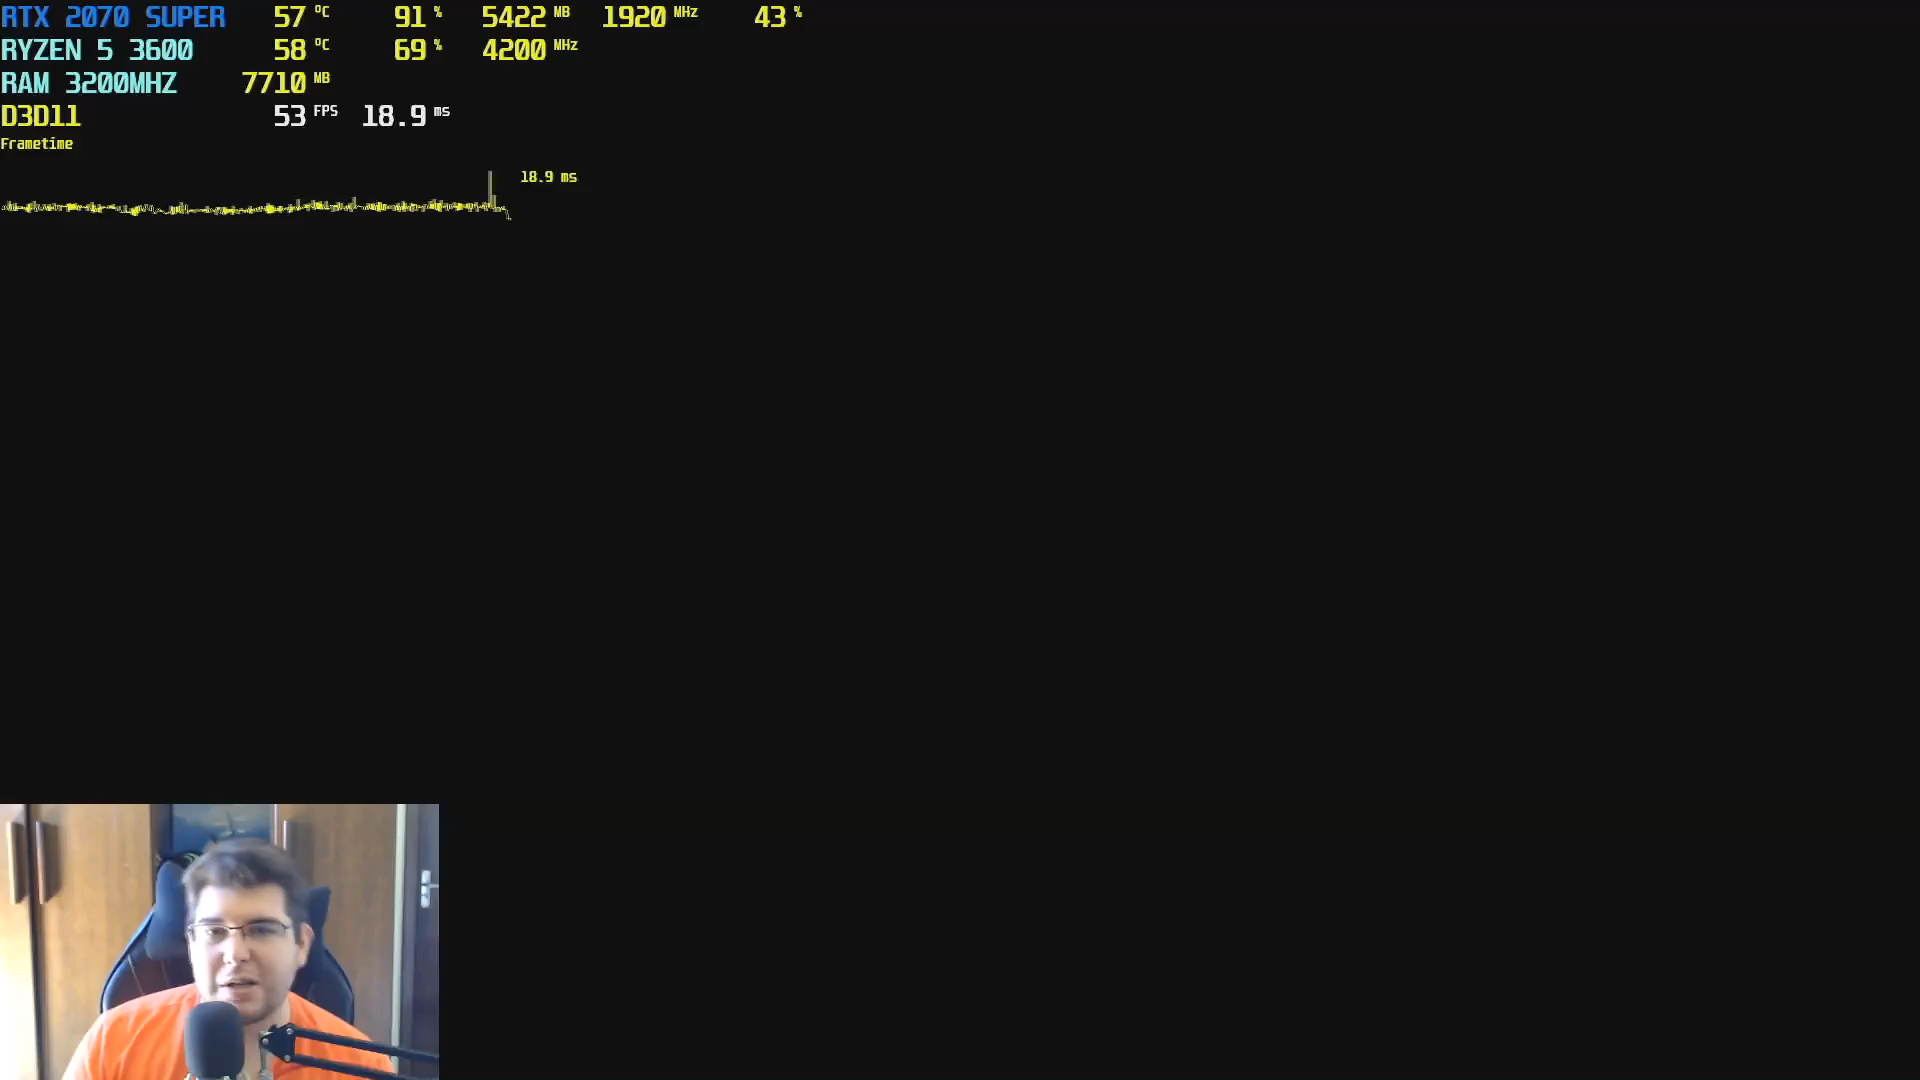 RTX 2070 SUPER 57 °C 91 % 5422 MB 1920 MHz 43 %
RYZEN 5 3600 58 °C 69 % 4200 MHz
RAM 3200MHZ 7710 MB
D3D11 53 FPS 18.9 ms
Frametime
18.9 ms